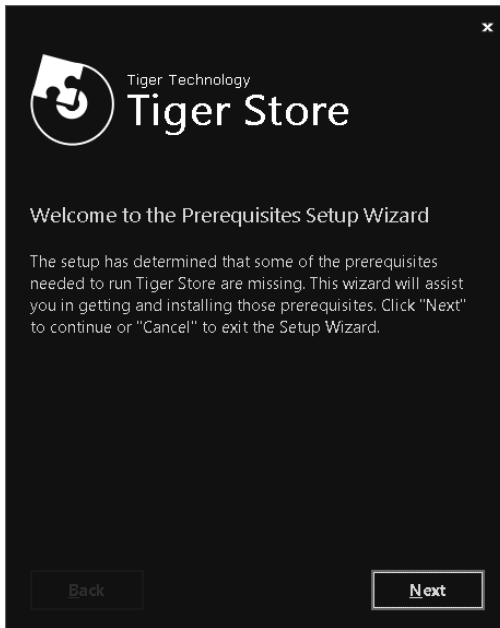 Tiger Technology
Tiger Store
Welcome to the Prerequisites Setup Wizard
The setup has determined that some of the prerequisites
needed to run Tiger Store are missing. This wizard will assist
you in getting and installing those prerequisites. Click "Next"
to continue or "Cancel" to exit the Setup Wizard.
Back
Next